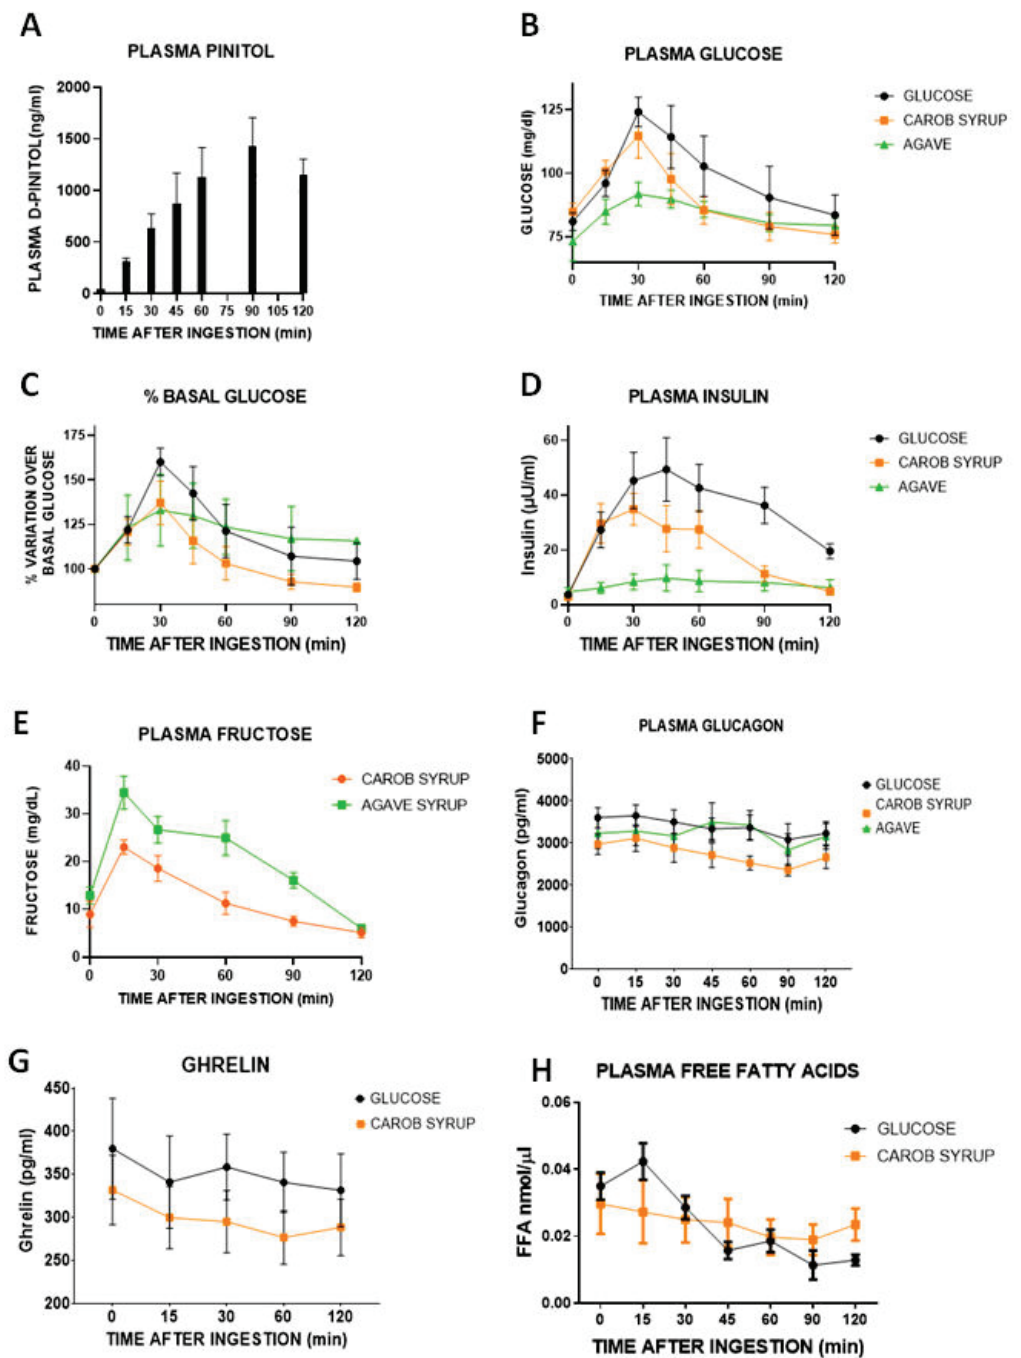 A
PLASMA PINITOL
PLASMA D-PINITOL(ng/ml)
2000
1500
1000
500
0
0 15 30 45 60 75 90 105 120
TIME AFTER INGESTION (min)
B
PLASMA GLUCOSE
GLUCOSE (mg/dl)
125
100
75
0 30 60 90 120
TIME AFTER INGESTION (min)
GLUCOSE
CAROB SYRUP
AGAVE
C
% BASAL GLUCOSE
% VARIATION OVER
BASAL GLUCOSE
175
150
125
100
0 30 60 90 120
TIME AFTER INGESTION (min)
D
PLASMA INSULIN
Insulin (µU/ml)
60
40
20
0
0 30 60 90 120
TIME AFTER INGESTION (min)
GLUCOSE
CAROB SYRUP
AGAVE
E
PLASMA FRUCTOSE
FRUCTOSE (mg/dL)
40
30
20
10
0
0 30 60 90 120
TIME AFTER INGESTION (min)
CAROB SYRUP
AGAVE SYRUP
F
PLASMA GLUCAGON
Glucagon (pg/ml)
5000
4000
3000
2000
1000
0
0 15 30 45 60 90 120
TIME AFTER INGESTION (min)
GLUCOSE
CAROB SYRUP
AGAVE
G
GHRELIN
Ghrelin (pg/ml)
450
400
350
300
250
200
0 15 30 60 120
TIME AFTER INGESTION (min)
GLUCOSE
CAROB SYRUP
H
PLASMA FREE FATTY ACIDS
FFA nmol/µl
0.06
0.04
0.02
0.00
0 15 30 45 60 90 120
TIME AFTER INGESTION (min)
GLUCOSE
CAROB SYRUP